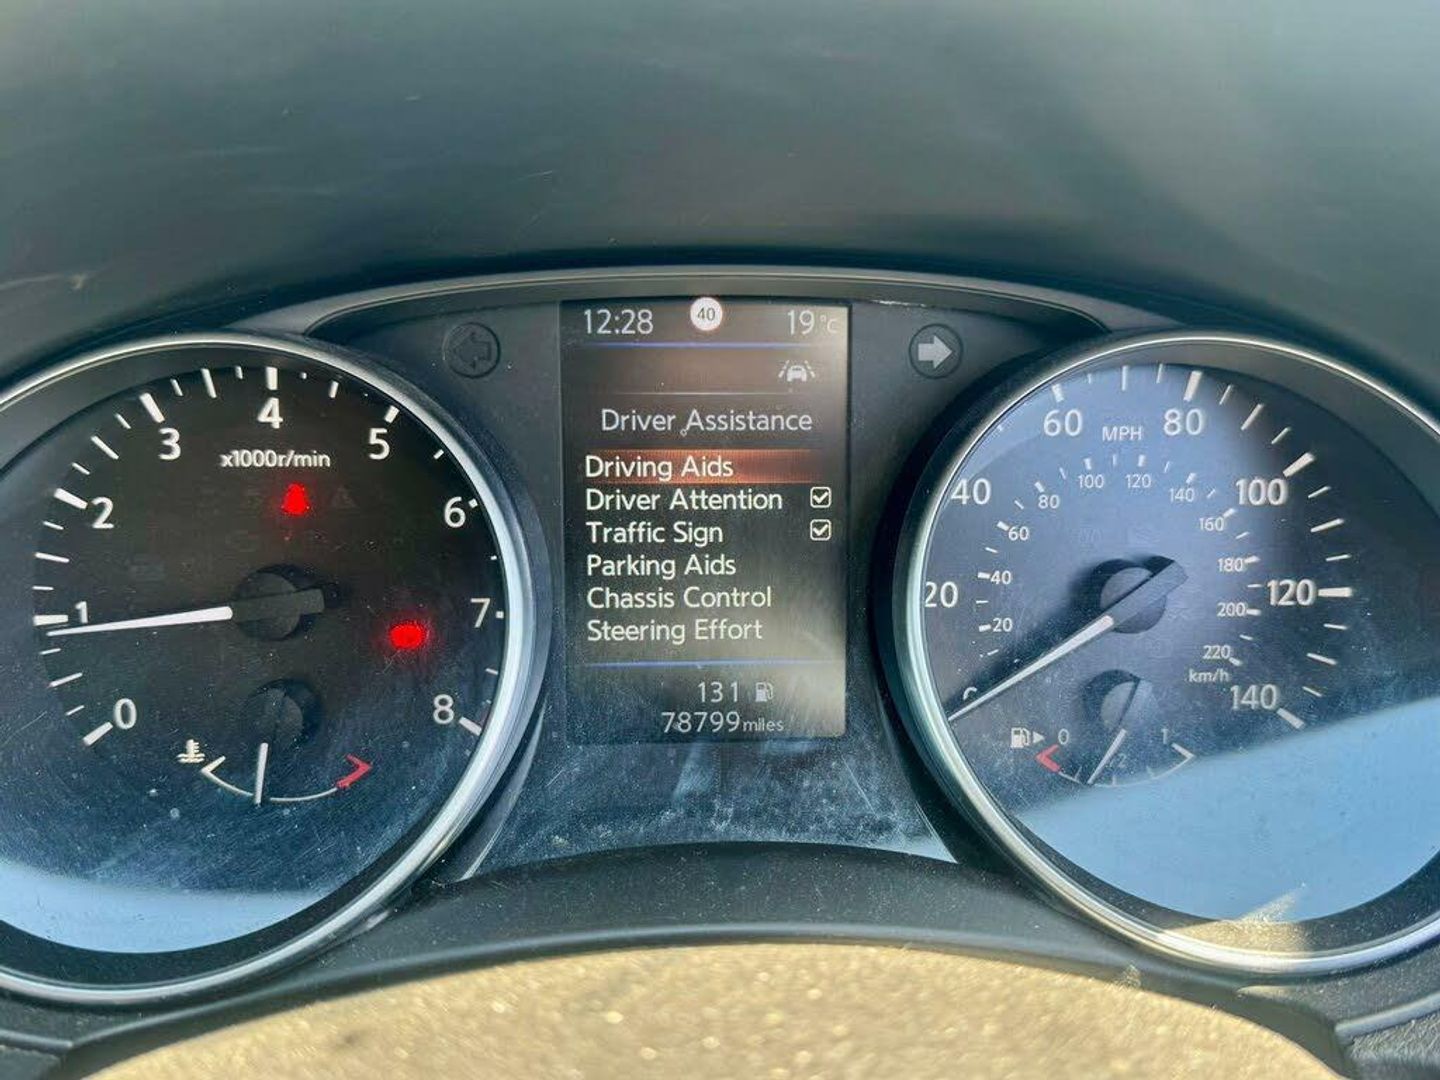 12:28 40 19°C
Driver Assistance
Driving Aids
Driver Attention
Traffic Sign
Parking Aids
Chassis Control
Steering Effort
131
78799 miles
0 1 2 3 4 5 6 7 8
x1000r/min
0 20 40 60 80 100 120 140
MPH
20 40 60 80 100 120 140 160 180 200 220
km/h
0 1